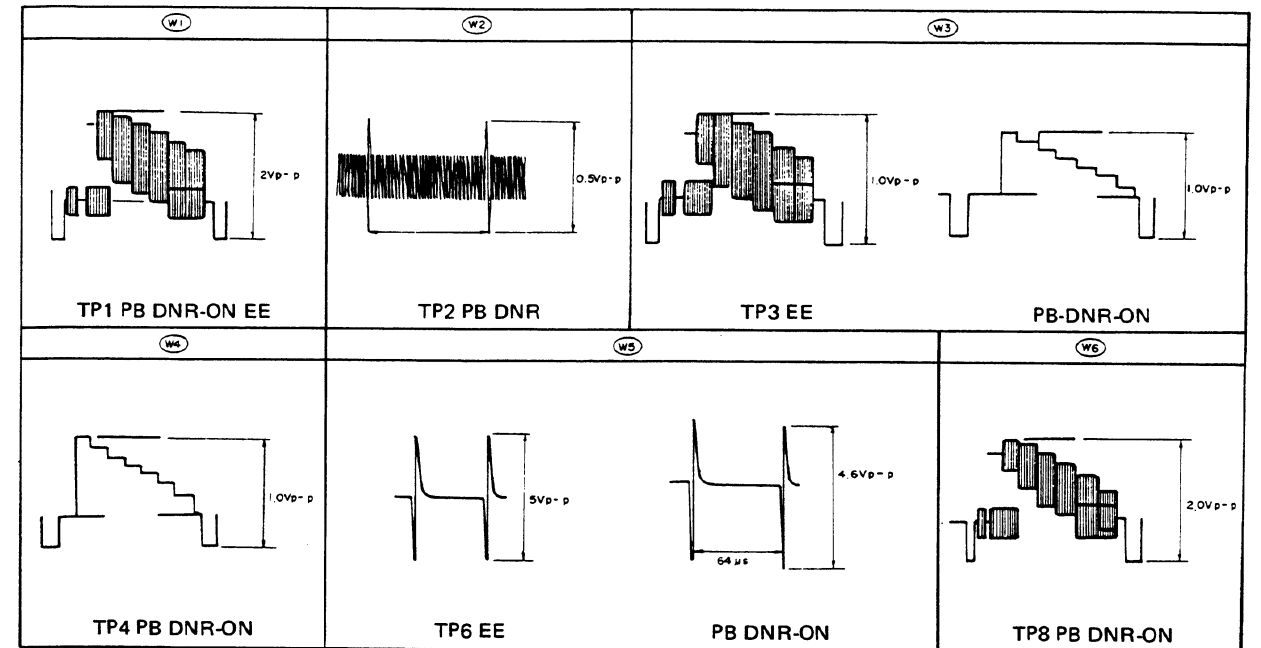 W1
W2
W3
2Vp-p
0.5Vp-p
1.0Vp-p
1.0Vp-p
TP1 PB DNR-ON EE
TP2 PB DNR
TP3 EE
PB-DNR-ON
W4
W5
W6
1.0Vp-p
5Vp-p
64 µs
4.6Vp-p
2.0Vp-p
TP4 PB DNR-ON
TP6 EE
PB DNR-ON
TP8 PB DNR-ON